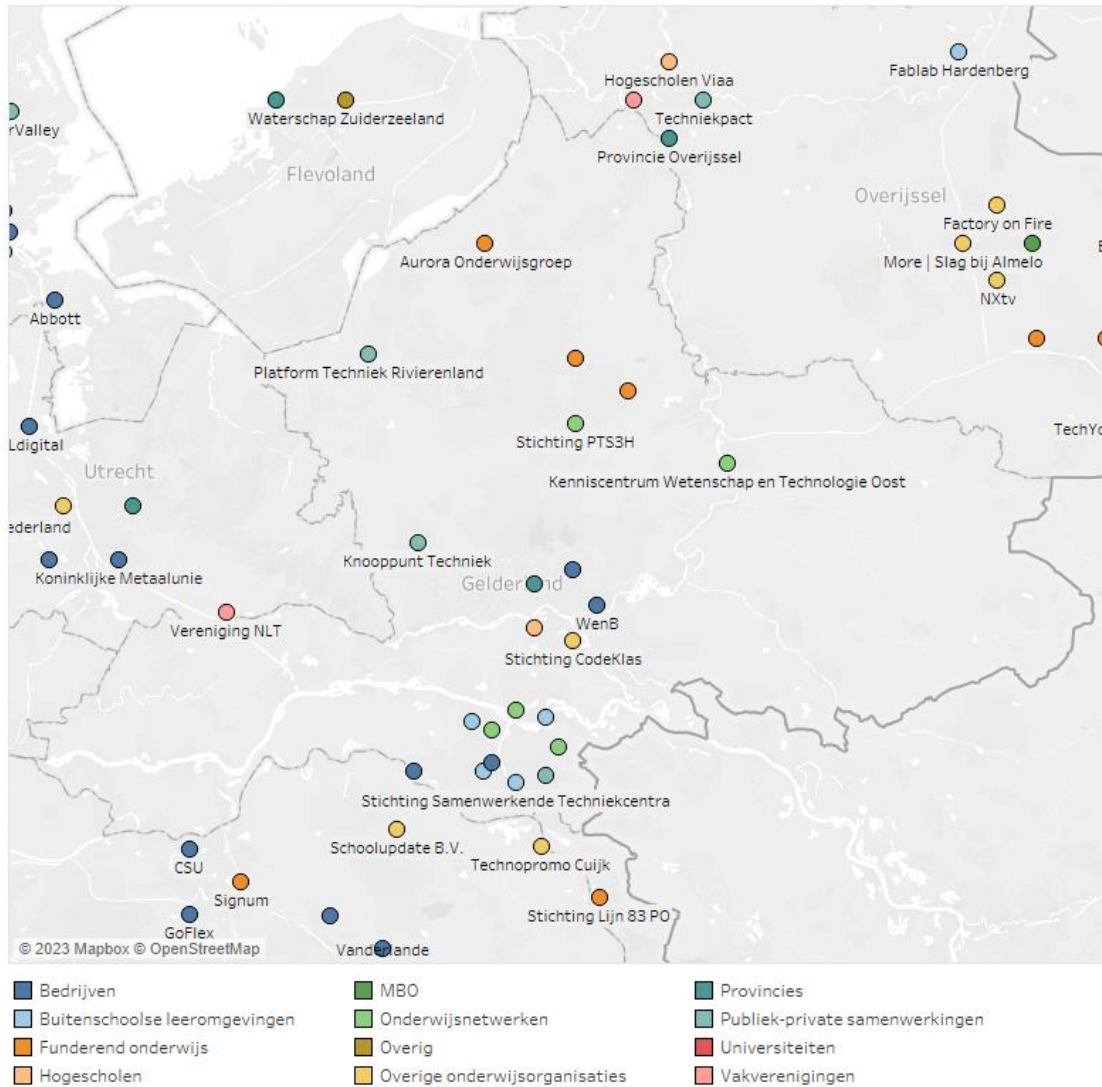 Hogescholen Viaa
Fablab Hardenberg
Waterschap Zuiderzeeland
Techniekpact
rValley
Provincie Overijssel
Flevoland
Overijssel
Factory on Fire
Aurora Onderwijsgroep
More | Slag bij Almelo
E
NXtv
Abbott
Platform Techniek Rivierenland
Ldigital
Stichting PTS3H
TechYo
Utrecht
Kenniscentrum Wetenschap en Technologie Oost
ederland
Knooppunt Techniek
Koninklijke Metaalunie
Gelderland
WenB
Vereniging NLT
Stichting CodeKlas
Stichting Samenwerkende Techniekcentra
Schoolupdate B.V.
Technopromo Cuijk
CSU
Signum
Stichting Lijn 83 PO
GoFlex
Vanderlande
© 2023 Mapbox © OpenStreetMap
Bedrijven
Buitenschoolse leeromgevingen
Funderend onderwijs
Hogescholen
MBO
Onderwijsnetwerken
Overig
Overige onderwijsorganisaties
Provincies
Publiek-private samenwerkingen
Universiteiten
Vakverenigingen